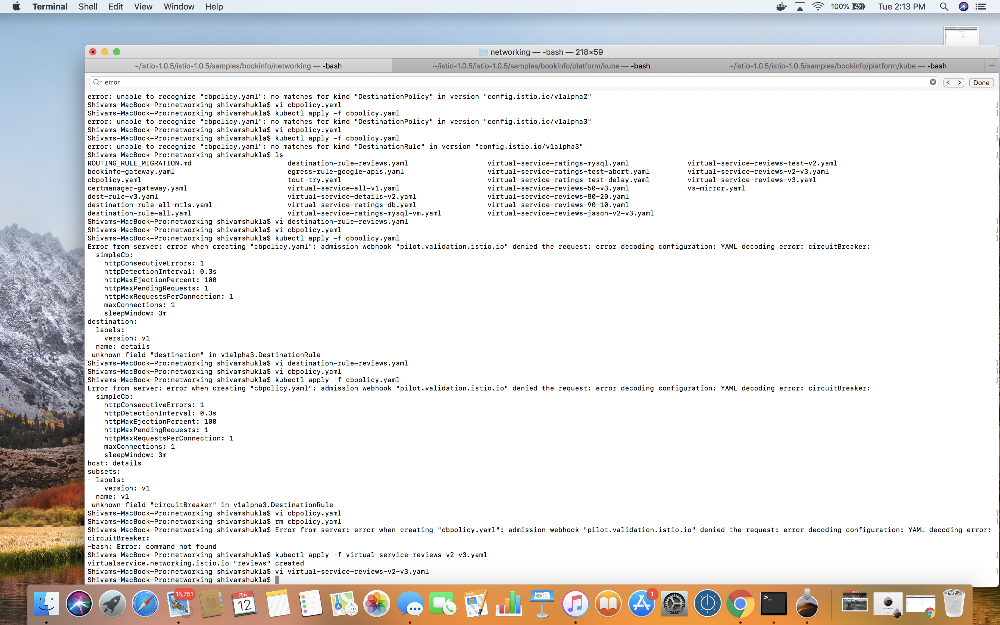 Terminal Shell Edit View Window Help 100% Tue 2:13 PM
networking — -bash — 218×59
~/istio-1.0.5/istio-1.0.5/samples/bookinfo/networking — -bash ~/istio-1.0.5/istio-1.0.5/samples/bookinfo/platform/kube — -bash ~/istio-1.0.5/istio-1.0.5/samples/bookinfo/platform/kube — -bash
error Done
error: unable to recognize "cbpolicy.yaml": no matches for kind "DestinationPolicy" in version "config.istio.io/v1alpha2"
[Shivams-MacBook-Pro:networking shivamshukla$ vi cbpolicy.yaml ]
[Shivams-MacBook-Pro:networking shivamshukla$ kubectl apply -f cbpolicy.yaml ]
error: unable to recognize "cbpolicy.yaml": no matches for kind "DestinationPolicy" in version "config.istio.io/v1alpha3"
[Shivams-MacBook-Pro:networking shivamshukla$ vi cbpolicy.yaml ]
[Shivams-MacBook-Pro:networking shivamshukla$ kubectl apply -f cbpolicy.yaml ]
error: unable to recognize "cbpolicy.yaml": no matches for kind "DestinationRule" in version "config.istio.io/v1alpha3"
[Shivams-MacBook-Pro:networking shivamshukla$ ls ]
ROUTING_RULE_MIGRATION.md destination-rule-reviews.yaml virtual-service-ratings-mysql.yaml virtual-service-reviews-test-v2.yaml
bookinfo-gateway.yaml egress-rule-google-apis.yaml virtual-service-ratings-test-abort.yaml virtual-service-reviews-v2-v3.yaml
cbpolicy.yaml tout-try.yaml virtual-service-ratings-test-delay.yaml virtual-service-reviews-v3.yaml
certmanager-gateway.yaml virtual-service-all-v1.yaml virtual-service-reviews-50-v3.yaml vs-mirror.yaml
dest-rule-v3.yaml virtual-service-details-v2.yaml virtual-service-reviews-80-20.yaml
destination-rule-all-mtls.yaml virtual-service-ratings-db.yaml virtual-service-reviews-90-10.yaml
destination-rule-all.yaml virtual-service-ratings-mysql-vm.yaml virtual-service-reviews-jason-v2-v3.yaml
[Shivams-MacBook-Pro:networking shivamshukla$ vi destination-rule-reviews.yaml ]
[Shivams-MacBook-Pro:networking shivamshukla$ vi cbpolicy.yaml ]
[Shivams-MacBook-Pro:networking shivamshukla$ kubectl apply -f cbpolicy.yaml ]
Error from server: error when creating "cbpolicy.yaml": admission webhook "pilot.validation.istio.io" denied the request: error decoding configuration: YAML decoding error: circuitBreaker:
simpleCb:
httpConsecutiveErrors: 1
httpDetectionInterval: 0.3s
httpMaxEjectionPercent: 100
httpMaxPendingRequests: 1
httpMaxRequestsPerConnection: 1
maxConnections: 1
sleepWindow: 3m
destination:
labels:
version: v1
name: details
unknown field "destination" in v1alpha3.DestinationRule
[Shivams-MacBook-Pro:networking shivamshukla$ vi destination-rule-reviews.yaml ]
[Shivams-MacBook-Pro:networking shivamshukla$ vi cbpolicy.yaml ]
[Shivams-MacBook-Pro:networking shivamshukla$ kubectl apply -f cbpolicy.yaml ]
Error from server: error when creating "cbpolicy.yaml": admission webhook "pilot.validation.istio.io" denied the request: error decoding configuration: YAML decoding error: circuitBreaker:
simpleCb:
httpConsecutiveErrors: 1
httpDetectionInterval: 0.3s
httpMaxEjectionPercent: 100
httpMaxPendingRequests: 1
httpMaxRequestsPerConnection: 1
maxConnections: 1
sleepWindow: 3m
host: details
subsets:
- labels:
version: v1
name: v1
unknown field "circuitBreaker" in v1alpha3.DestinationRule
[Shivams-MacBook-Pro:networking shivamshukla$ vi cbpolicy.yaml ]
[Shivams-MacBook-Pro:networking shivamshukla$ rm cbpolicy.yaml ]
Shivams-MacBook-Pro:networking shivamshukla$ Error from server: error when creating "cbpolicy.yaml": admission webhook "pilot.validation.istio.io" denied the request: error decoding configuration: YAML decoding error:
circuitBreaker:
-bash: Error: command not found
[Shivams-MacBook-Pro:networking shivamshukla$ kubectl apply -f virtual-service-reviews-v2-v3.yaml ]
virtualservice.networking.istio.io "reviews" created
[Shivams-MacBook-Pro:networking shivamshukla$ vi virtual-service-reviews-v2-v3.yaml ]
Shivams-MacBook-Pro:networking shivamshukla$
15,751 FEB 12 3D PAGES 1 >_